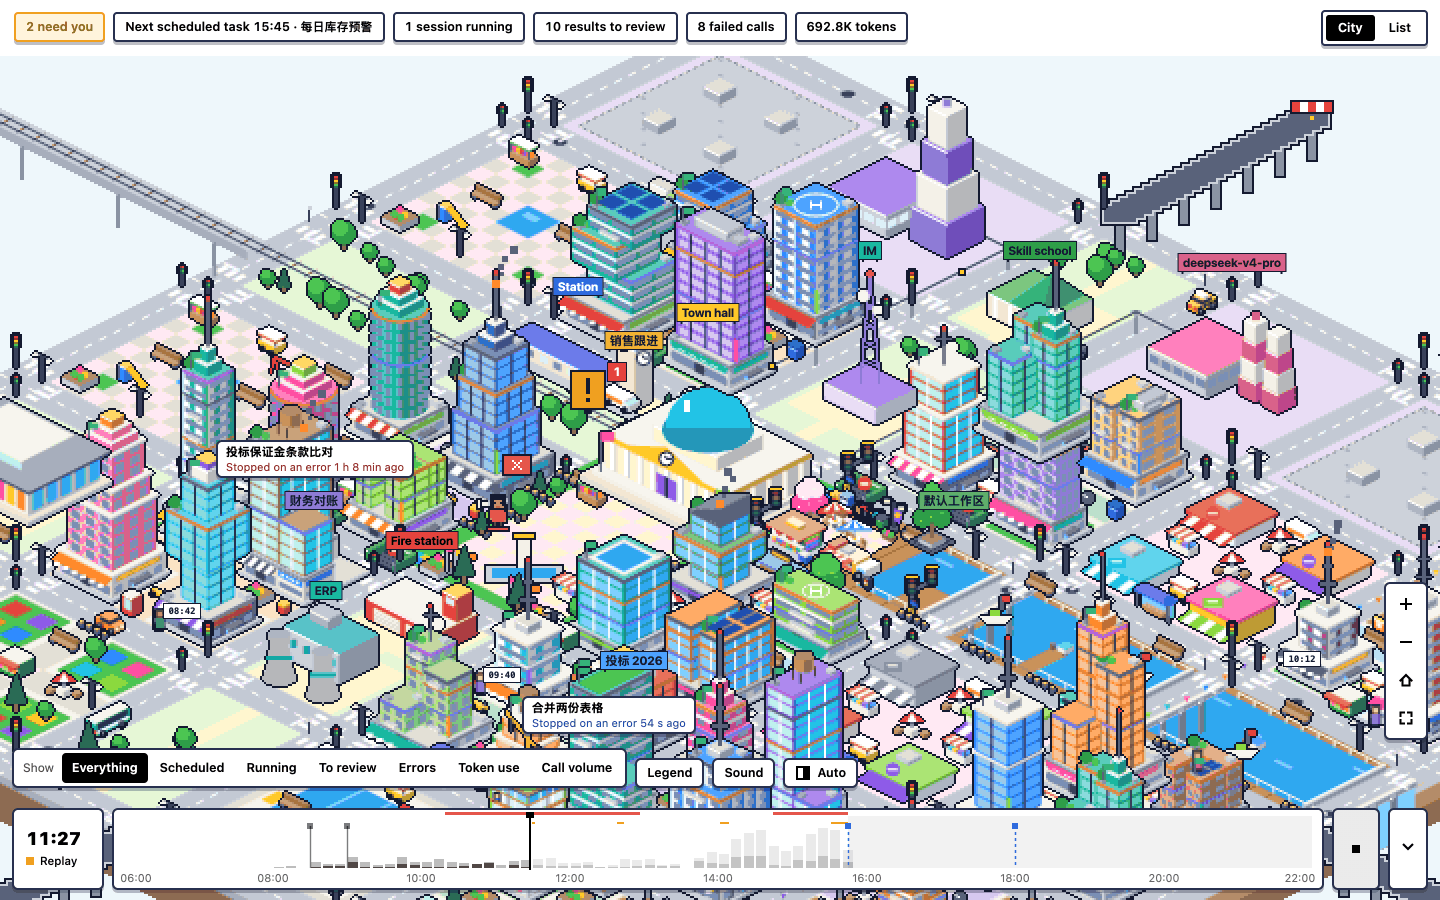 2 need you
Next scheduled task 15:45 · 每日库存预警
1 session running
10 results to review
8 failed calls
692.8K tokens
City
List
IM
Skill school
deepseek-v4-pro
Station
Town hall
销售跟进
1
!
投标保证金条款比对
Stopped on an error 1 h 8 min ago
财务对账
默认工作区
Fire station
ERP
08:42
09:40
投标 2026
10:12
合并两份表格
Stopped on an error 54 s ago
Show
Everything
Scheduled
Running
To review
Errors
Token use
Call volume
Legend
Sound
Auto
11:27
Replay
06:00
08:00
10:00
12:00
14:00
16:00
18:00
20:00
22:00